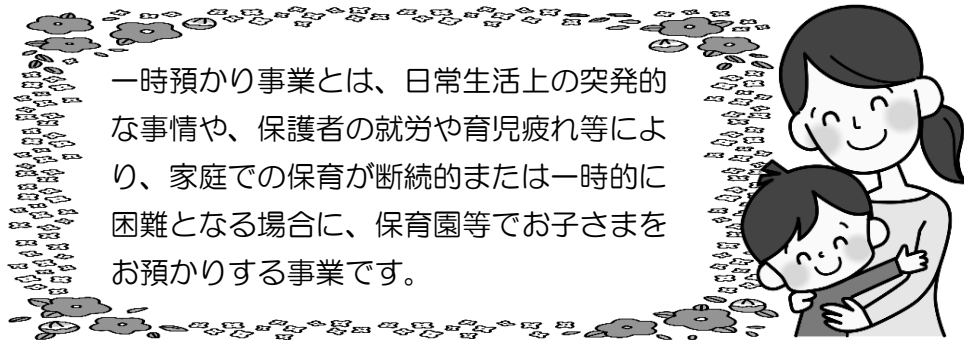 一時預かり事業とは、日常生活上の突発的
な事情や、保護者の就労や育児疲れ等によ
り、家庭での保育が断続的または一時的に
困難となる場合に、保育園等でお子さまを
お預かりする事業です。